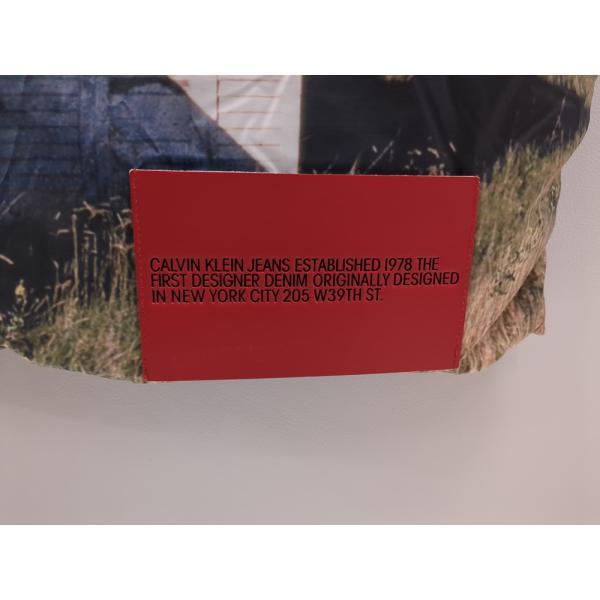 CALVIN KLEIN JEANS ESTABLISHED 1978 THE
FIRST DESIGNER DENIM ORIGINALLY DESIGNED
IN NEW YORK CITY 205 W39TH ST.